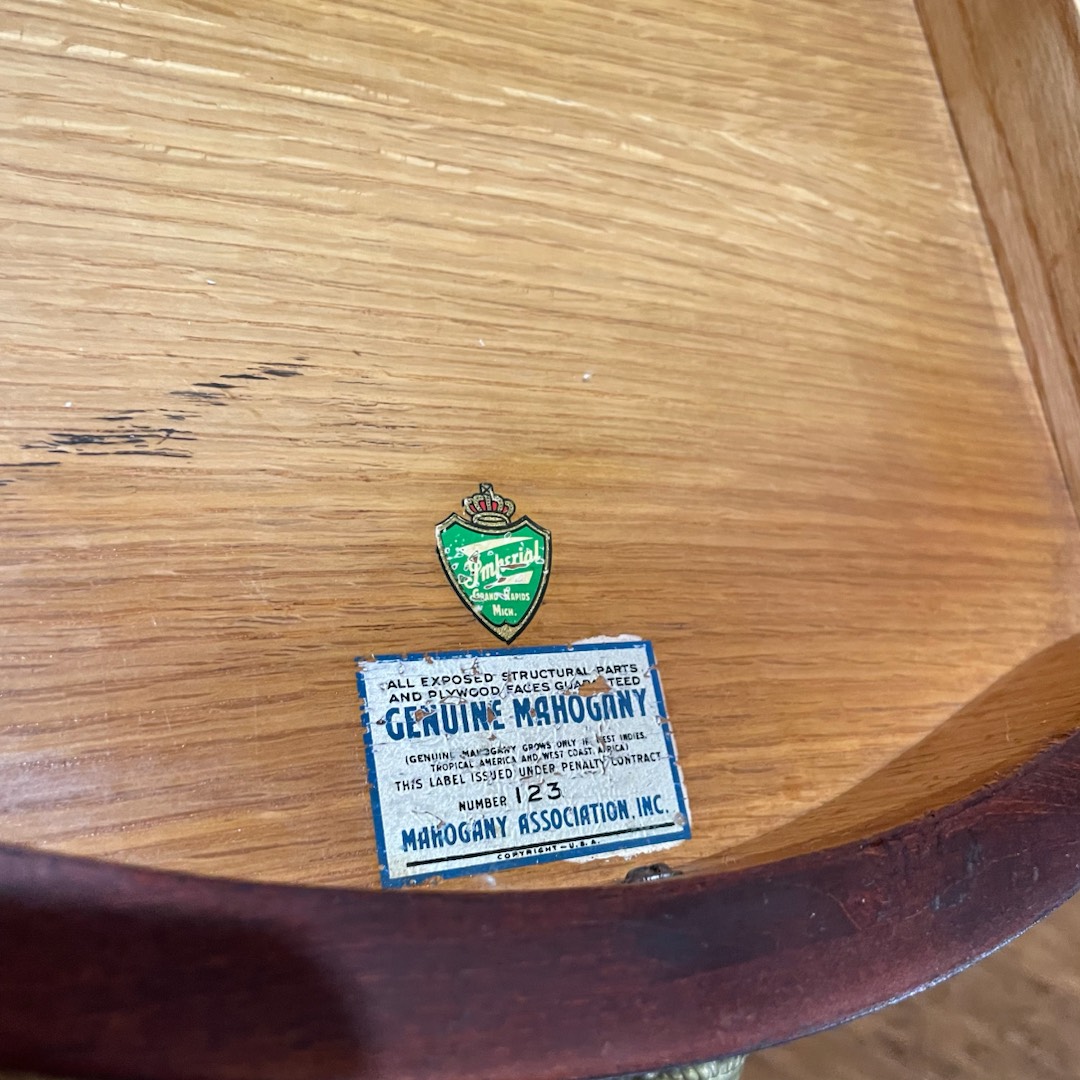 Imperial
GRAND RAPIDS
MICH.
ALL EXPOSED STRUCTURAL PARTS
AND PLYWOOD FACES GUARANTEED
GENUINE MAHOGANY
(GENUINE MAHOGANY GROWS ONLY IN WEST INDIES,
TROPICAL AMERICA AND WEST COAST AFRICA)
THIS LABEL ISSUED UNDER PENALTY CONTRACT
NUMBER 123
MAHOGANY ASSOCIATION, INC.
COPYRIGHT-U.S.A.